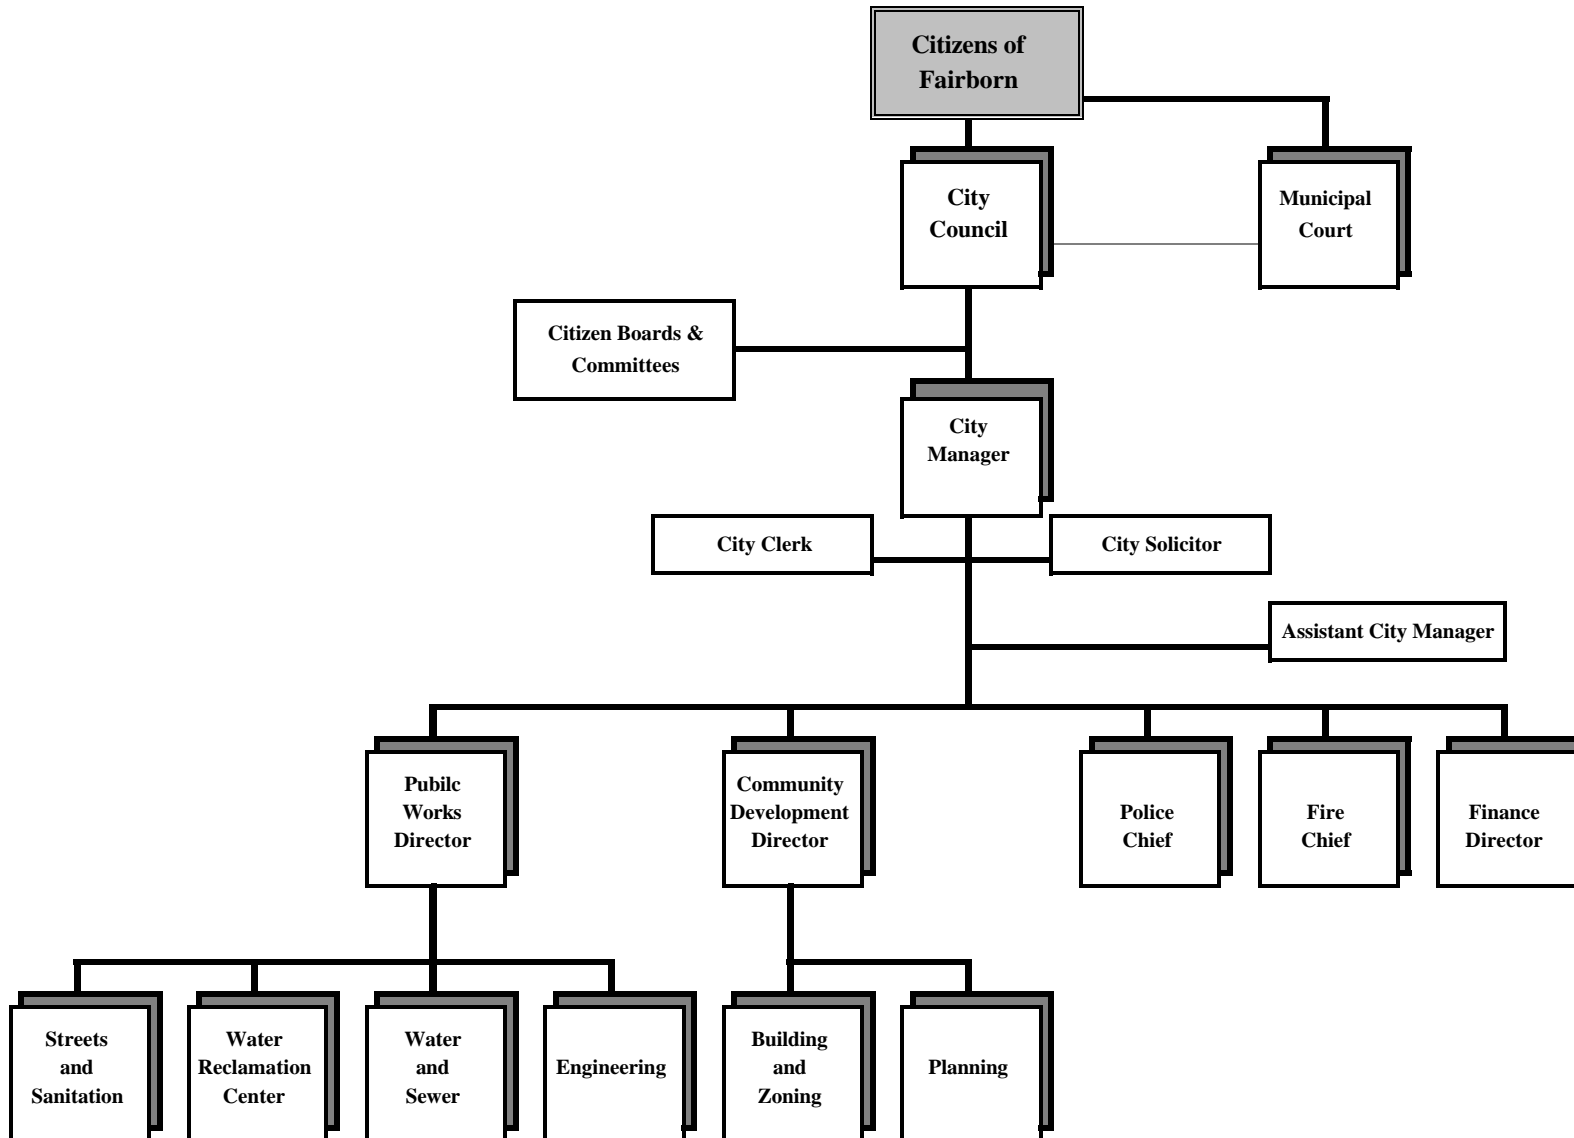 Citizens of
Fairborn
City
Council
Municipal
Court
Citizen Boards &
Committees
City
Manager
City Clerk
City Solicitor
Assistant City Manager
Pubilc
Works
Director
Community
Development
Director
Police
Chief
Fire
Chief
Finance
Director
Streets
and
Sanitation
Water
Reclamation
Center
Water
and
Sewer
Engineering
Building
and
Zoning
Planning